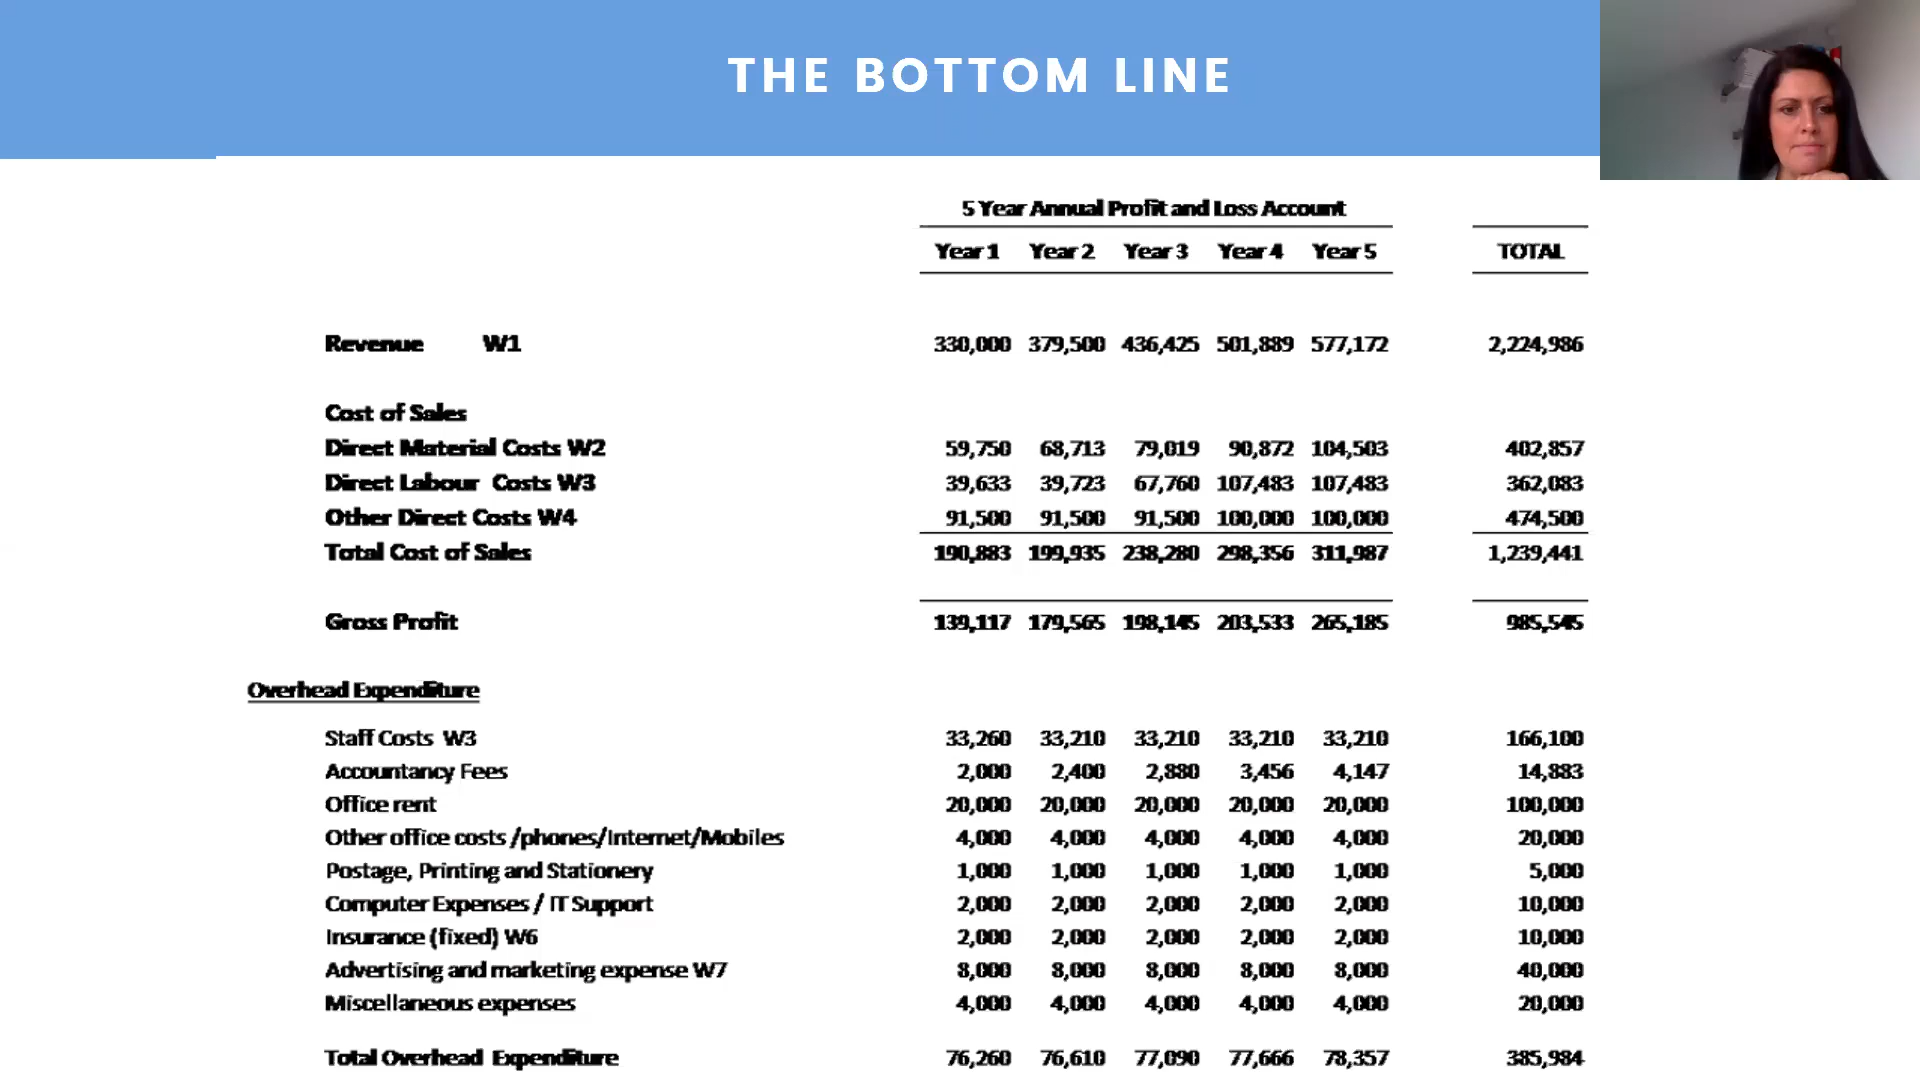 THE BOTTOM LINE
5 Year Annual Profit and Loss Account
Year 1 Year 2 Year 3 Year 4 Year 5 TOTAL
Revenue W1 330,000 379,500 436,425 501,889 577,172 2,224,986
Cost of Sales
Direct Material Costs W2 59,750 68,713 79,019 90,872 104,503 402,857
Direct Labour Costs W3 39,633 39,723 67,760 107,483 107,483 362,083
Other Direct Costs W4 91,500 91,500 91,500 100,000 100,000 474,500
Total Cost of Sales 190,883 199,935 238,280 298,356 311,987 1,239,441
Gross Profit 139,117 179,565 198,145 203,533 265,185 985,545
Overhead Expenditure
Staff Costs W3 33,260 33,210 33,210 33,210 33,210 166,100
Accountancy Fees 2,000 2,400 2,880 3,456 4,147 14,883
Office rent 20,000 20,000 20,000 20,000 20,000 100,000
Other office costs /phones/Internet/Mobiles 4,000 4,000 4,000 4,000 4,000 20,000
Postage, Printing and Stationery 1,000 1,000 1,000 1,000 1,000 5,000
Computer Expenses / IT Support 2,000 2,000 2,000 2,000 2,000 10,000
Insurance (fixed) W6 2,000 2,000 2,000 2,000 2,000 10,000
Advertising and marketing expense W7 8,000 8,000 8,000 8,000 8,000 40,000
Miscellaneous expenses 4,000 4,000 4,000 4,000 4,000 20,000
Total Overhead Expenditure 76,260 76,610 77,090 77,666 78,357 385,984